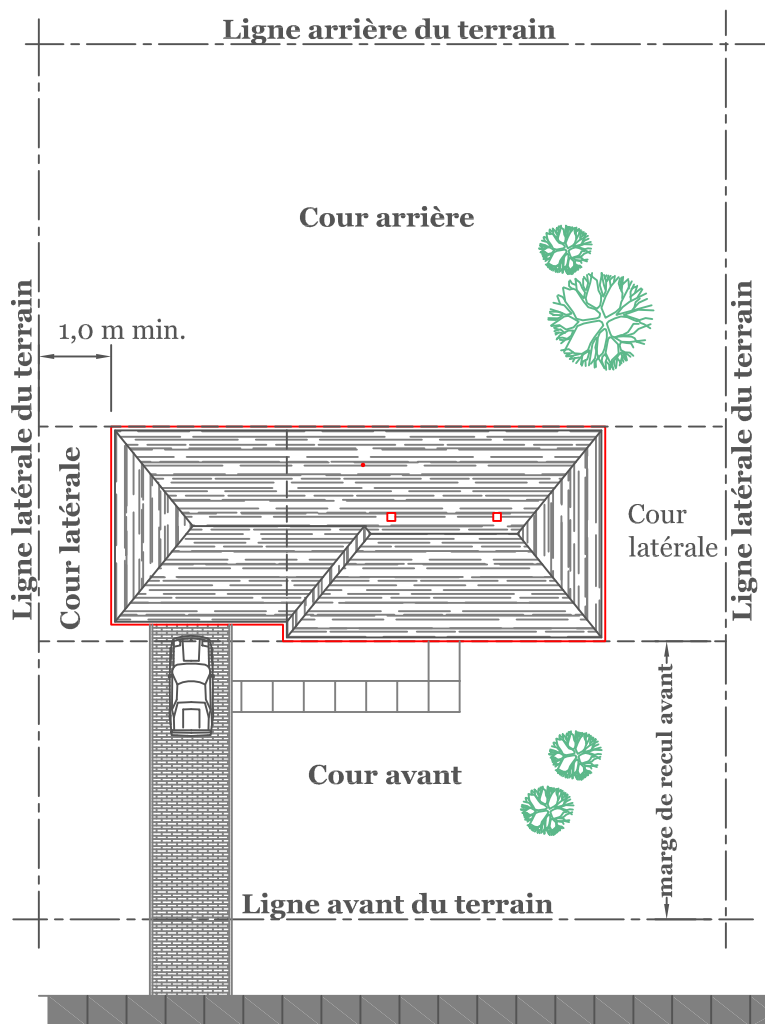 Ligne arrière du terrain
Cour arrière
Ligne latérale du terrain
1,0 m min.
Ligne latérale du terrain
Cour latérale
Cour
latérale
marge de recul avant
Cour avant
Ligne avant du terrain